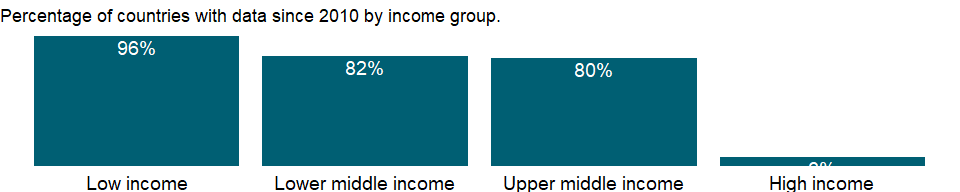 Percentage of countries with data since 2010 by income group.
96%
82%
80%
Low income
Lower middle income
Upper middle income
High income